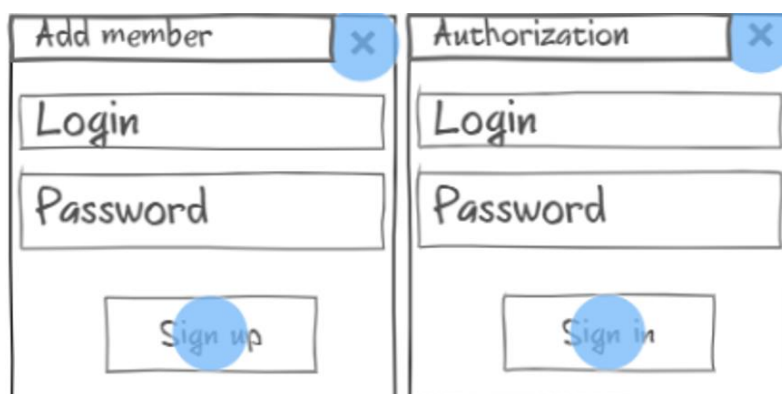 Add member
×
Login
Password
Sign up
Authorization
×
Login
Password
Sign in